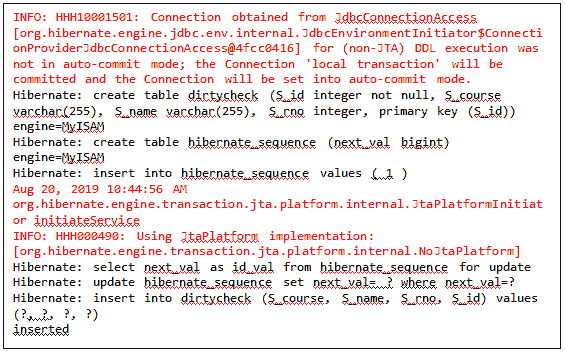 INFO: HHH10001501: Connection obtained from JdbcConnectionAccess
[org.hibernate.engine.jdbc.env.internal.JdbcEnvironmentInitiator$Connecti
onProviderJdbcConnectionAccess@4fcc0416] for (non-JTA) DDL execution was
not in auto-commit mode; the Connection 'local transaction' will be
committed and the Connection will be set into auto-commit mode.
Hibernate: create table dirtycheck (S_id integer not null, S_course
varchar(255), S_name varchar(255), S_rno integer, primary key (S_id))
engine=MyISAM
Hibernate: create table hibernate_sequence (next_val bigint)
engine=MyISAM
Hibernate: insert into hibernate_sequence values ( 1 )
Aug 20, 2019 10:44:56 AM
org.hibernate.engine.transaction.jta.platform.internal.JtaPlatformInitiat
or initiateService
INFO: HHH000490: Using JtaPlatform implementation:
[org.hibernate.engine.transaction.jta.platform.internal.NoJtaPlatform]
Hibernate: select next_val as id_val from hibernate_sequence for update
Hibernate: update hibernate_sequence set next_val= ? where next_val=?
Hibernate: insert into dirtycheck (S_course, S_name, S_rno, S_id) values
(?, ?, ?, ?)
inserted